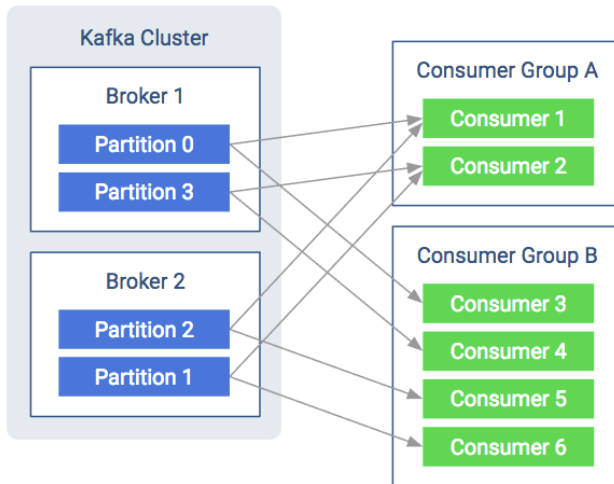 Kafka Cluster
Broker 1
Partition 0
Partition 3
Broker 2
Partition 2
Partition 1
Consumer Group A
Consumer 1
Consumer 2
Consumer Group B
Consumer 3
Consumer 4
Consumer 5
Consumer 6